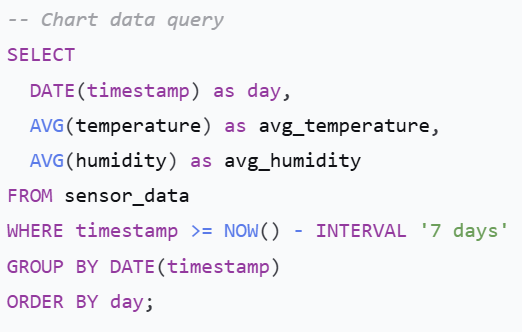 -- Chart data query
SELECT
  DATE(timestamp) as day,
  AVG(temperature) as avg_temperature,
  AVG(humidity) as avg_humidity
FROM sensor_data
WHERE timestamp >= NOW() - INTERVAL '7 days'
GROUP BY DATE(timestamp)
ORDER BY day;